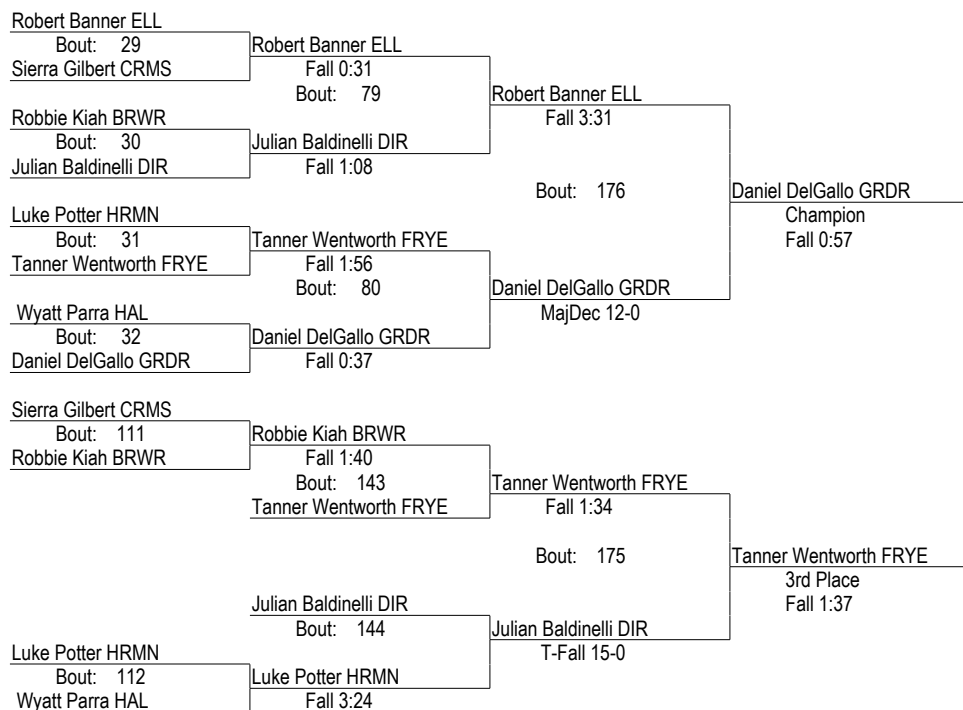 Robert Banner ELL
Bout: 29
Sierra Gilbert CRMS
Robert Banner ELL
Fall 0:31
Bout: 79
Robbie Kiah BRWR
Bout: 30
Julian Baldinelli DIR
Julian Baldinelli DIR
Fall 1:08
Robert Banner ELL
Fall 3:31
Bout: 176
Daniel DelGallo GRDR
Champion
Fall 0:57
Luke Potter HRMN
Bout: 31
Tanner Wentworth FRYE
Tanner Wentworth FRYE
Fall 1:56
Bout: 80
Wyatt Parra HAL
Bout: 32
Daniel DelGallo GRDR
Daniel DelGallo GRDR
Fall 0:37
Daniel DelGallo GRDR
MajDec 12-0
Sierra Gilbert CRMS
Bout: 111
Robbie Kiah BRWR
Robbie Kiah BRWR
Fall 1:40
Bout: 143
Tanner Wentworth FRYE
Tanner Wentworth FRYE
Fall 1:34
Bout: 175
Tanner Wentworth FRYE
3rd Place
Fall 1:37
Julian Baldinelli DIR
Bout: 144
Julian Baldinelli DIR
T-Fall 15-0
Luke Potter HRMN
Bout: 112
Wyatt Parra HAL
Luke Potter HRMN
Fall 3:24